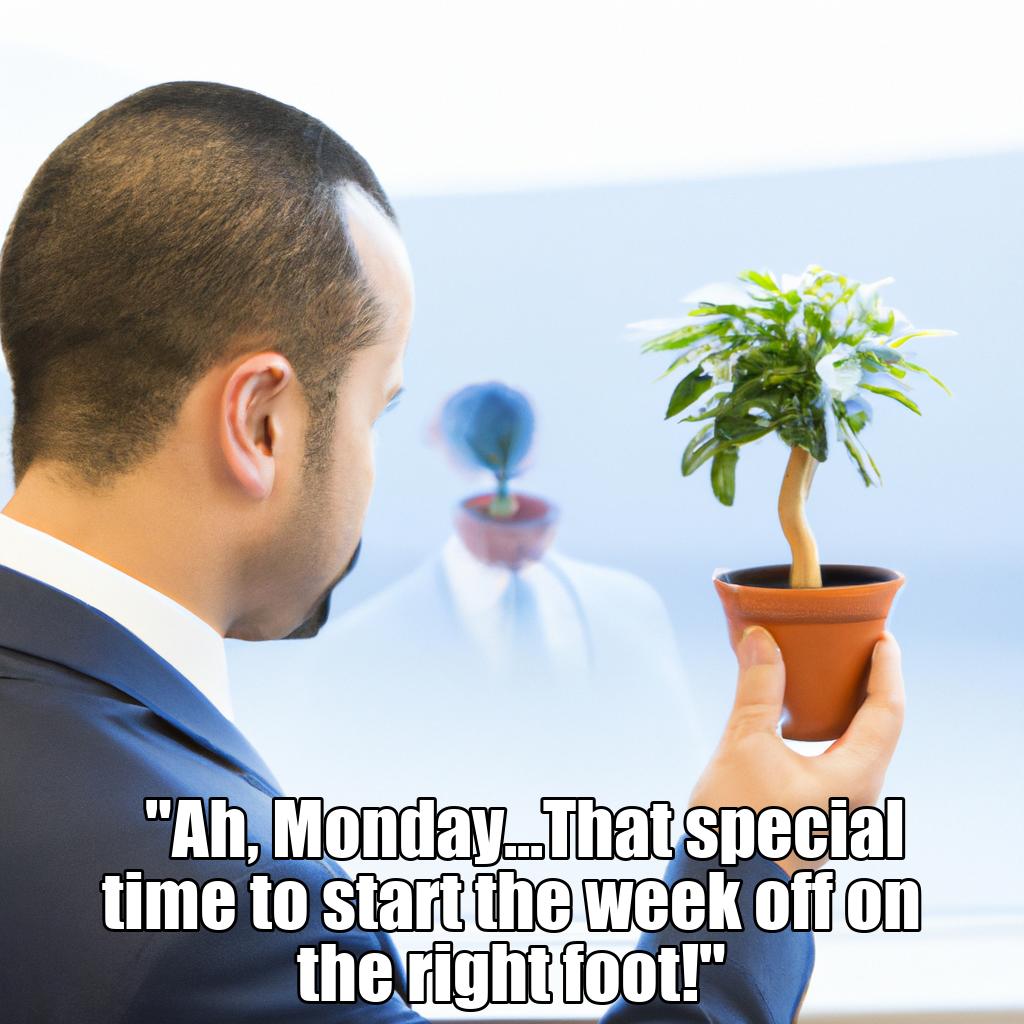 "Ah, Monday...That special
time to start the week off on
the right foot!"